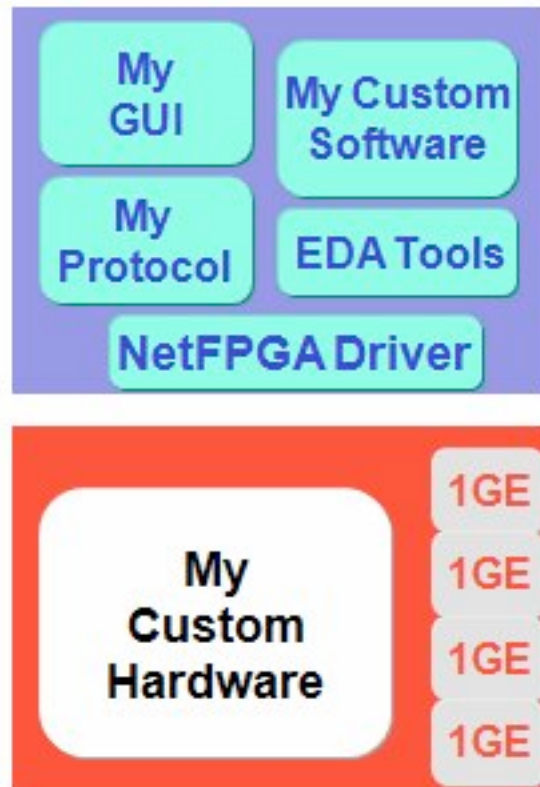 My
GUI
My Custom
Software
My
Protocol
EDA Tools
NetFPGA Driver
My
Custom
Hardware
1GE
1GE
1GE
1GE